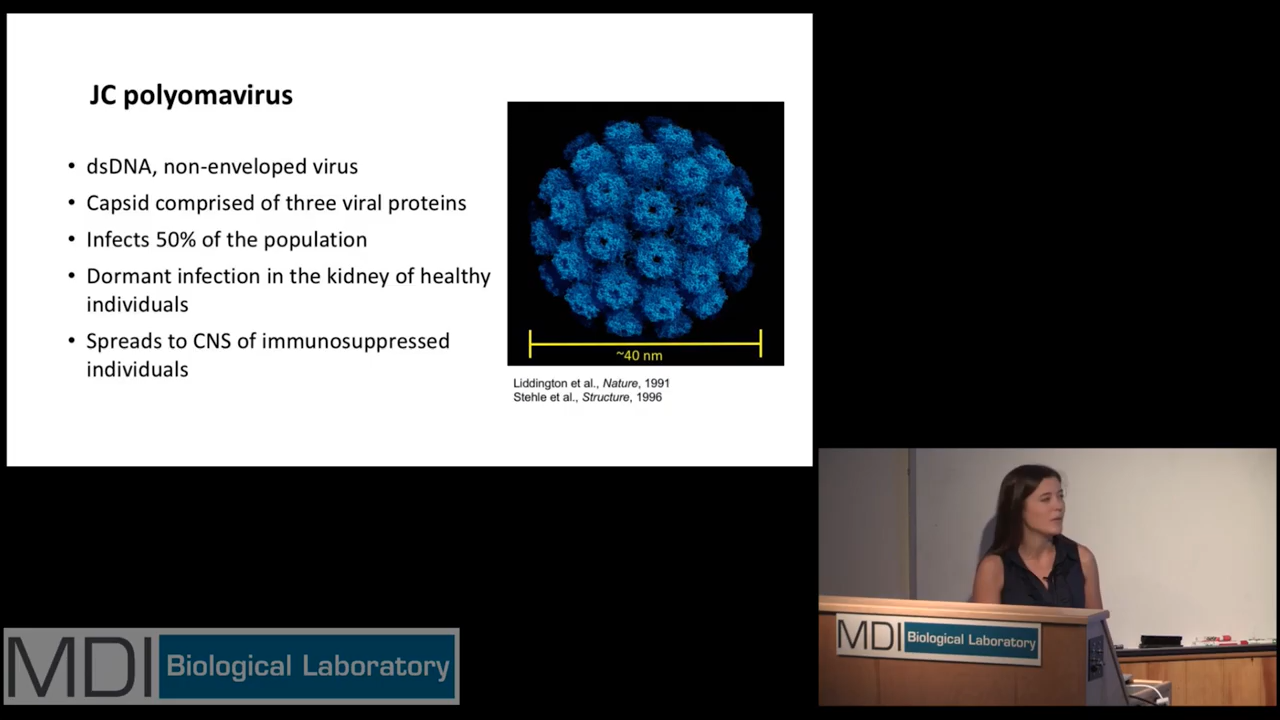 JC polyomavirus
• dsDNA, non-enveloped virus
• Capsid comprised of three viral proteins
• Infects 50% of the population
• Dormant infection in the kidney of healthy
individuals
• Spreads to CNS of immunosuppressed
individuals
~40 nm
Liddington et al., Nature, 1991
Stehle et al., Structure, 1996
MDI Biological Laboratory
MDI Biological Laboratory